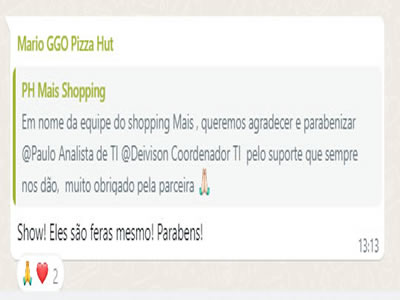 Mario GGO Pizza Hut
PH Mais Shopping
Em nome da equipe do shopping Mais , queremos agradecer e parabenizar
@Paulo Analista de TI @Deivison Coordenador TI pelo suporte que sempre
nos dão, muito obrigado pela parceira 🙏
Show! Eles são feras mesmo! Parabens!
13:13
🙏❤️ 2